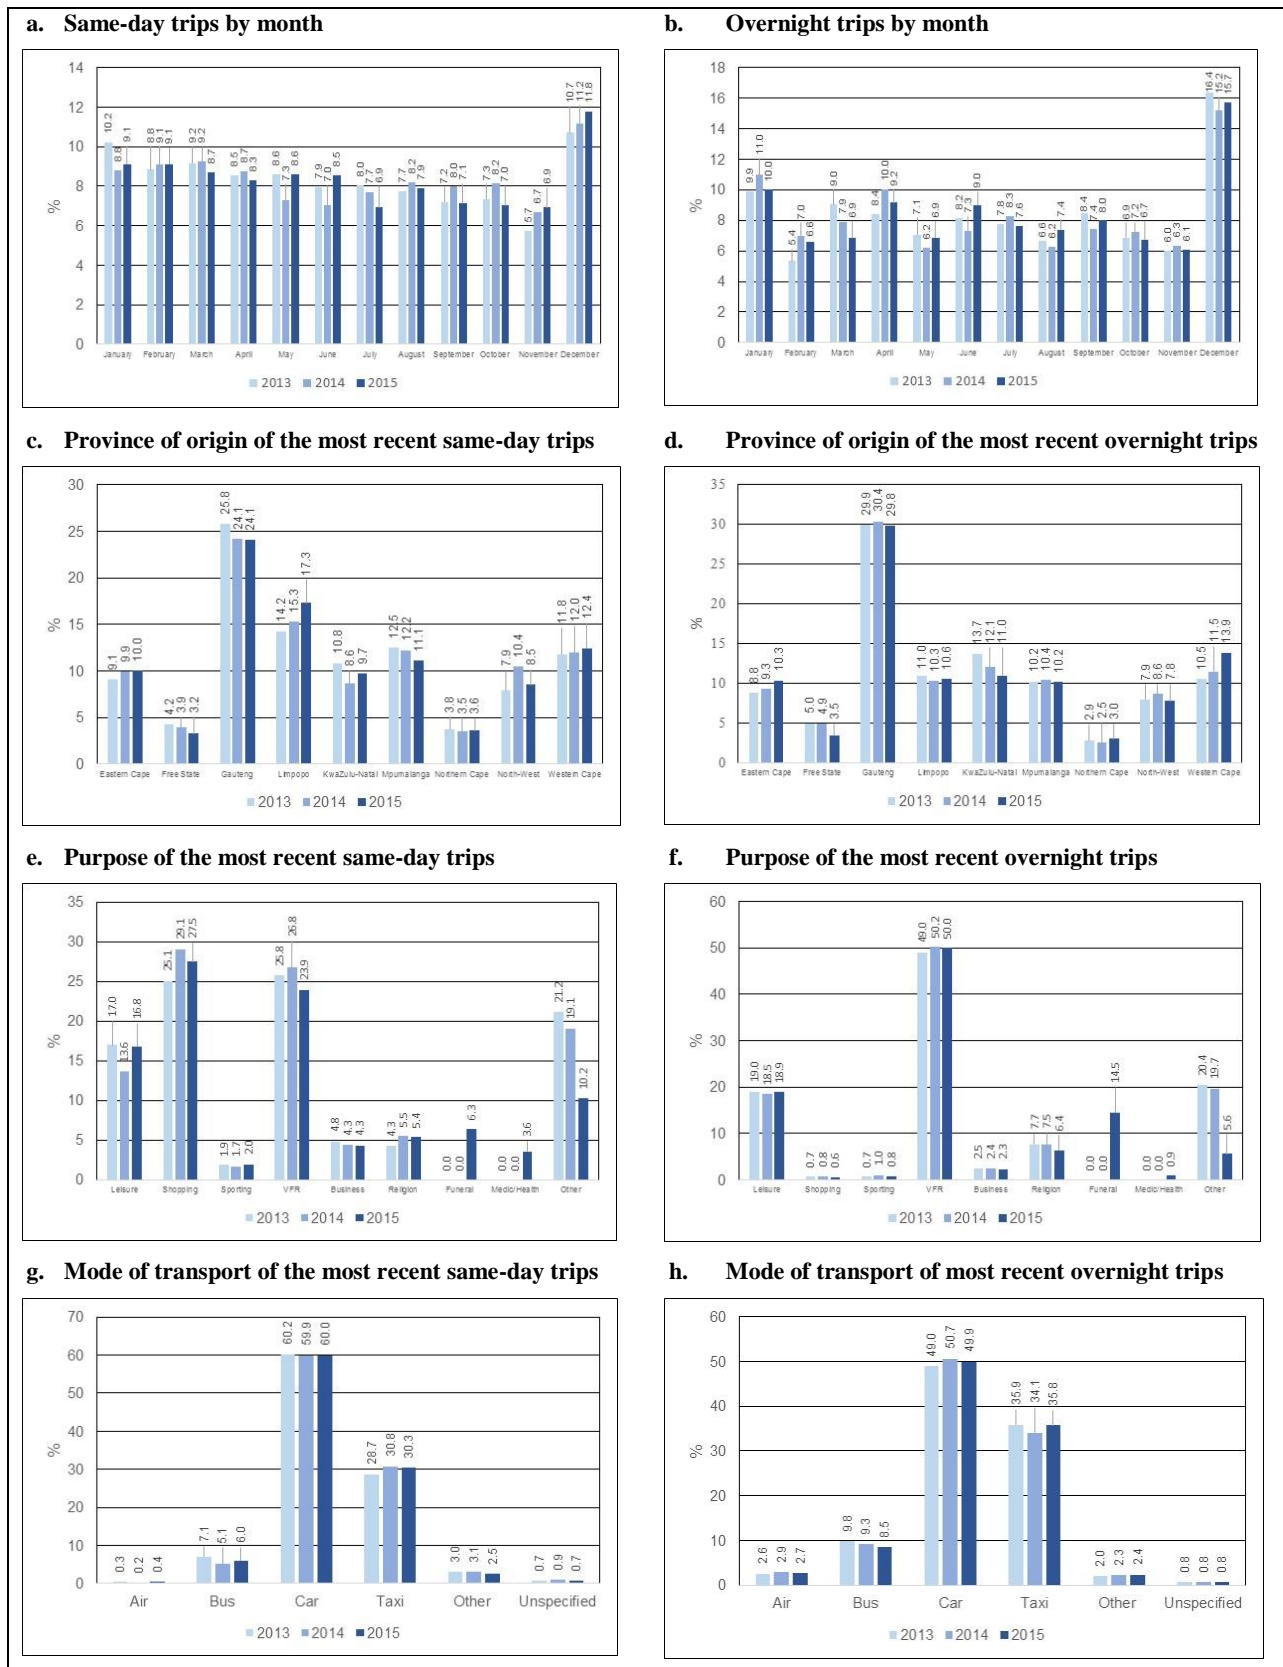 a. Same-day trips by month
14
12
10
8
6
4
2
0
%
10.2 8.8 9.1 8.8 9.1 9.1 9.2 9.2 8.7 8.5 8.7 8.3 8.6 7.3 8.6 7.9 7.0 8.5 8.0 7.7 6.9 7.7 8.2 7.9 7.2 8.0 7.1 7.3 8.2 7.0 5.7 6.7 6.9 10.7 11.2 11.8
January February March April May June July August September October November December
2013 2014 2015
b. Overnight trips by month
18
16
14
12
10
8
6
4
2
0
%
9.9 11.0 10.0 5.4 7.0 6.6 9.0 7.9 6.9 8.4 10.0 9.2 7.1 6.2 6.9 8.2 7.3 9.0 7.8 8.3 7.6 6.6 6.2 7.4 8.4 7.4 8.0 6.9 7.2 6.7 6.0 6.3 6.1 16.4 15.2 15.7
January February March April May June July August September October November December
2013 2014 2015
c. Province of origin of the most recent same-day trips
30
25
20
15
10
5
0
%
9.1 9.9 10.0 4.2 3.9 3.2 25.8 24.1 24.1 14.2 15.3 17.3 10.8 8.6 9.7 12.5 12.2 11.1 3.8 3.5 3.6 7.9 10.4 8.5 11.8 12.0 12.4
Eastern Cape Free State Gauteng Limpopo KwaZulu-Natal Mpumalanga Northern Cape North-West Western Cape
2013 2014 2015
d. Province of origin of the most recent overnight trips
35
30
25
20
15
10
5
0
%
8.8 9.3 10.3 5.0 4.9 3.5 29.9 30.4 29.8 11.0 10.3 10.6 13.7 12.1 11.0 10.2 10.4 10.2 2.9 2.5 3.0 7.9 8.6 7.8 10.5 11.5 13.9
Eastern Cape Free State Gauteng Limpopo KwaZulu-Natal Mpumalanga Northern Cape North-West Western Cape
2013 2014 2015
e. Purpose of the most recent same-day trips
35
30
25
20
15
10
5
0
%
17.0 13.6 16.8 25.1 29.1 27.5 1.9 1.7 2.0 25.8 26.8 23.9 4.8 4.3 4.3 4.3 5.5 5.4 0.0 0.0 6.3 0.0 0.0 3.6 21.2 19.1 10.2
Leisure Shopping Sporting VFR Business Religion Funeral Medic/Health Other
2013 2014 2015
f. Purpose of the most recent overnight trips
60
50
40
30
20
10
0
%
19.0 18.5 18.9 0.7 0.8 0.6 0.7 1.0 0.8 49.0 50.2 50.0 2.5 2.4 2.3 7.7 7.5 6.4 0.0 0.0 14.5 0.0 0.0 0.9 20.4 19.7 5.6
Leisure Shopping Sporting VFR Business Religion Funeral Medic/Health Other
2013 2014 2015
g. Mode of transport of the most recent same-day trips
70
60
50
40
30
20
10
0
%
0.3 0.2 0.4 7.1 5.1 6.0 60.2 59.9 60.0 28.7 30.8 30.3 3.0 3.1 2.5 0.7 0.9 0.7
Air Bus Car Taxi Other Unspecified
2013 2014 2015
h. Mode of transport of most recent overnight trips
60
50
40
30
20
10
0
%
2.6 2.9 2.7 9.8 9.3 8.5 49.0 50.7 49.9 35.9 34.1 35.8 2.0 2.3 2.4 0.8 0.8 0.8
Air Bus Car Taxi Other Unspecified
2013 2014 2015